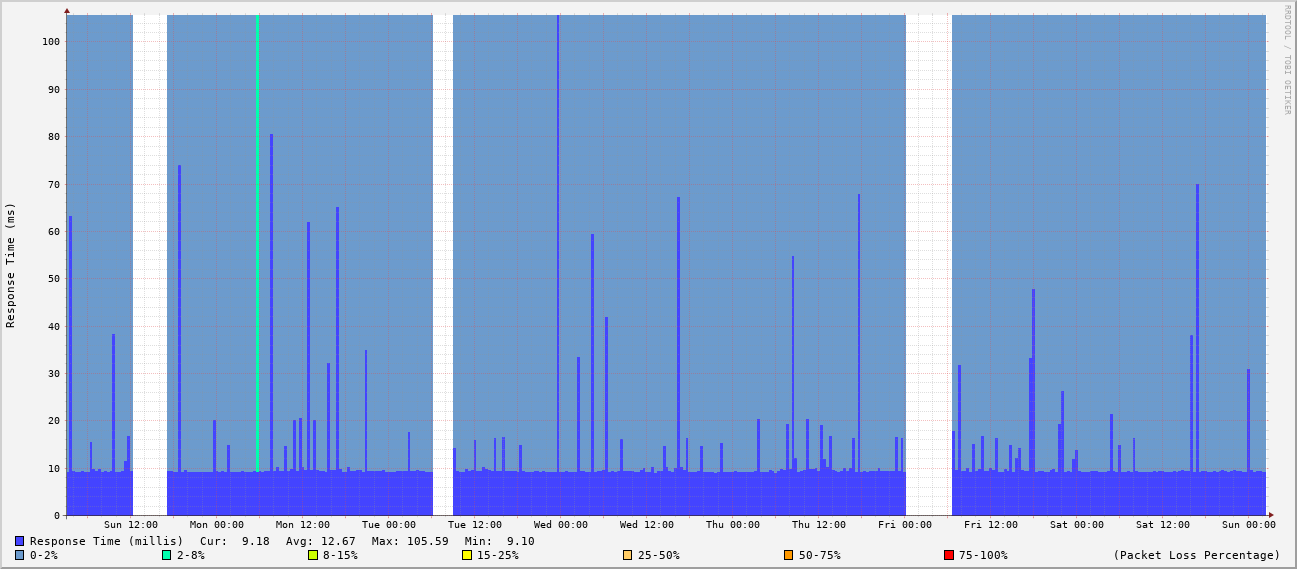 RRDTOOL / TOBI OETIKER
Response Time (ms)
100
90
80
70
60
50
40
30
20
10
0
Sun 12:00 Mon 00:00 Mon 12:00 Tue 00:00 Tue 12:00 Wed 00:00 Wed 12:00 Thu 00:00 Thu 12:00 Fri 00:00 Fri 12:00 Sat 00:00 Sat 12:00 Sun 00:00
Response Time (millis) Cur: 9.18 Avg: 12.67 Max: 105.59 Min: 9.10
0-2% 2-8% 8-15% 15-25% 25-50% 50-75% 75-100% (Packet Loss Percentage)